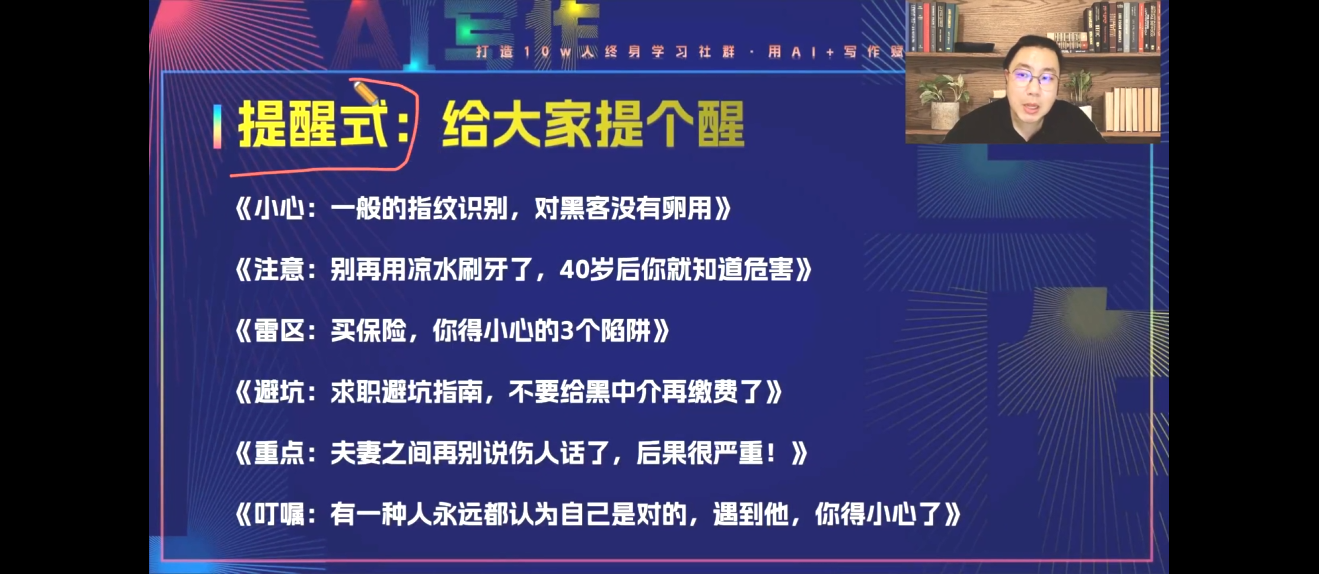 AI写作
打造10w人终身学习社群·用AI+写作赋
提醒式：给大家提个醒
《小心：一般的指纹识别，对黑客没有卵用》
《注意：别再用凉水刷牙了，40岁后你就知道危害》
《雷区：买保险，你得小心的3个陷阱》
《避坑：求职避坑指南，不要给黑中介再缴费了》
《重点：夫妻之间再别说伤人话了，后果很严重！》
《叮嘱：有一种人永远都认为自己是对的，遇到他，你得小心了》